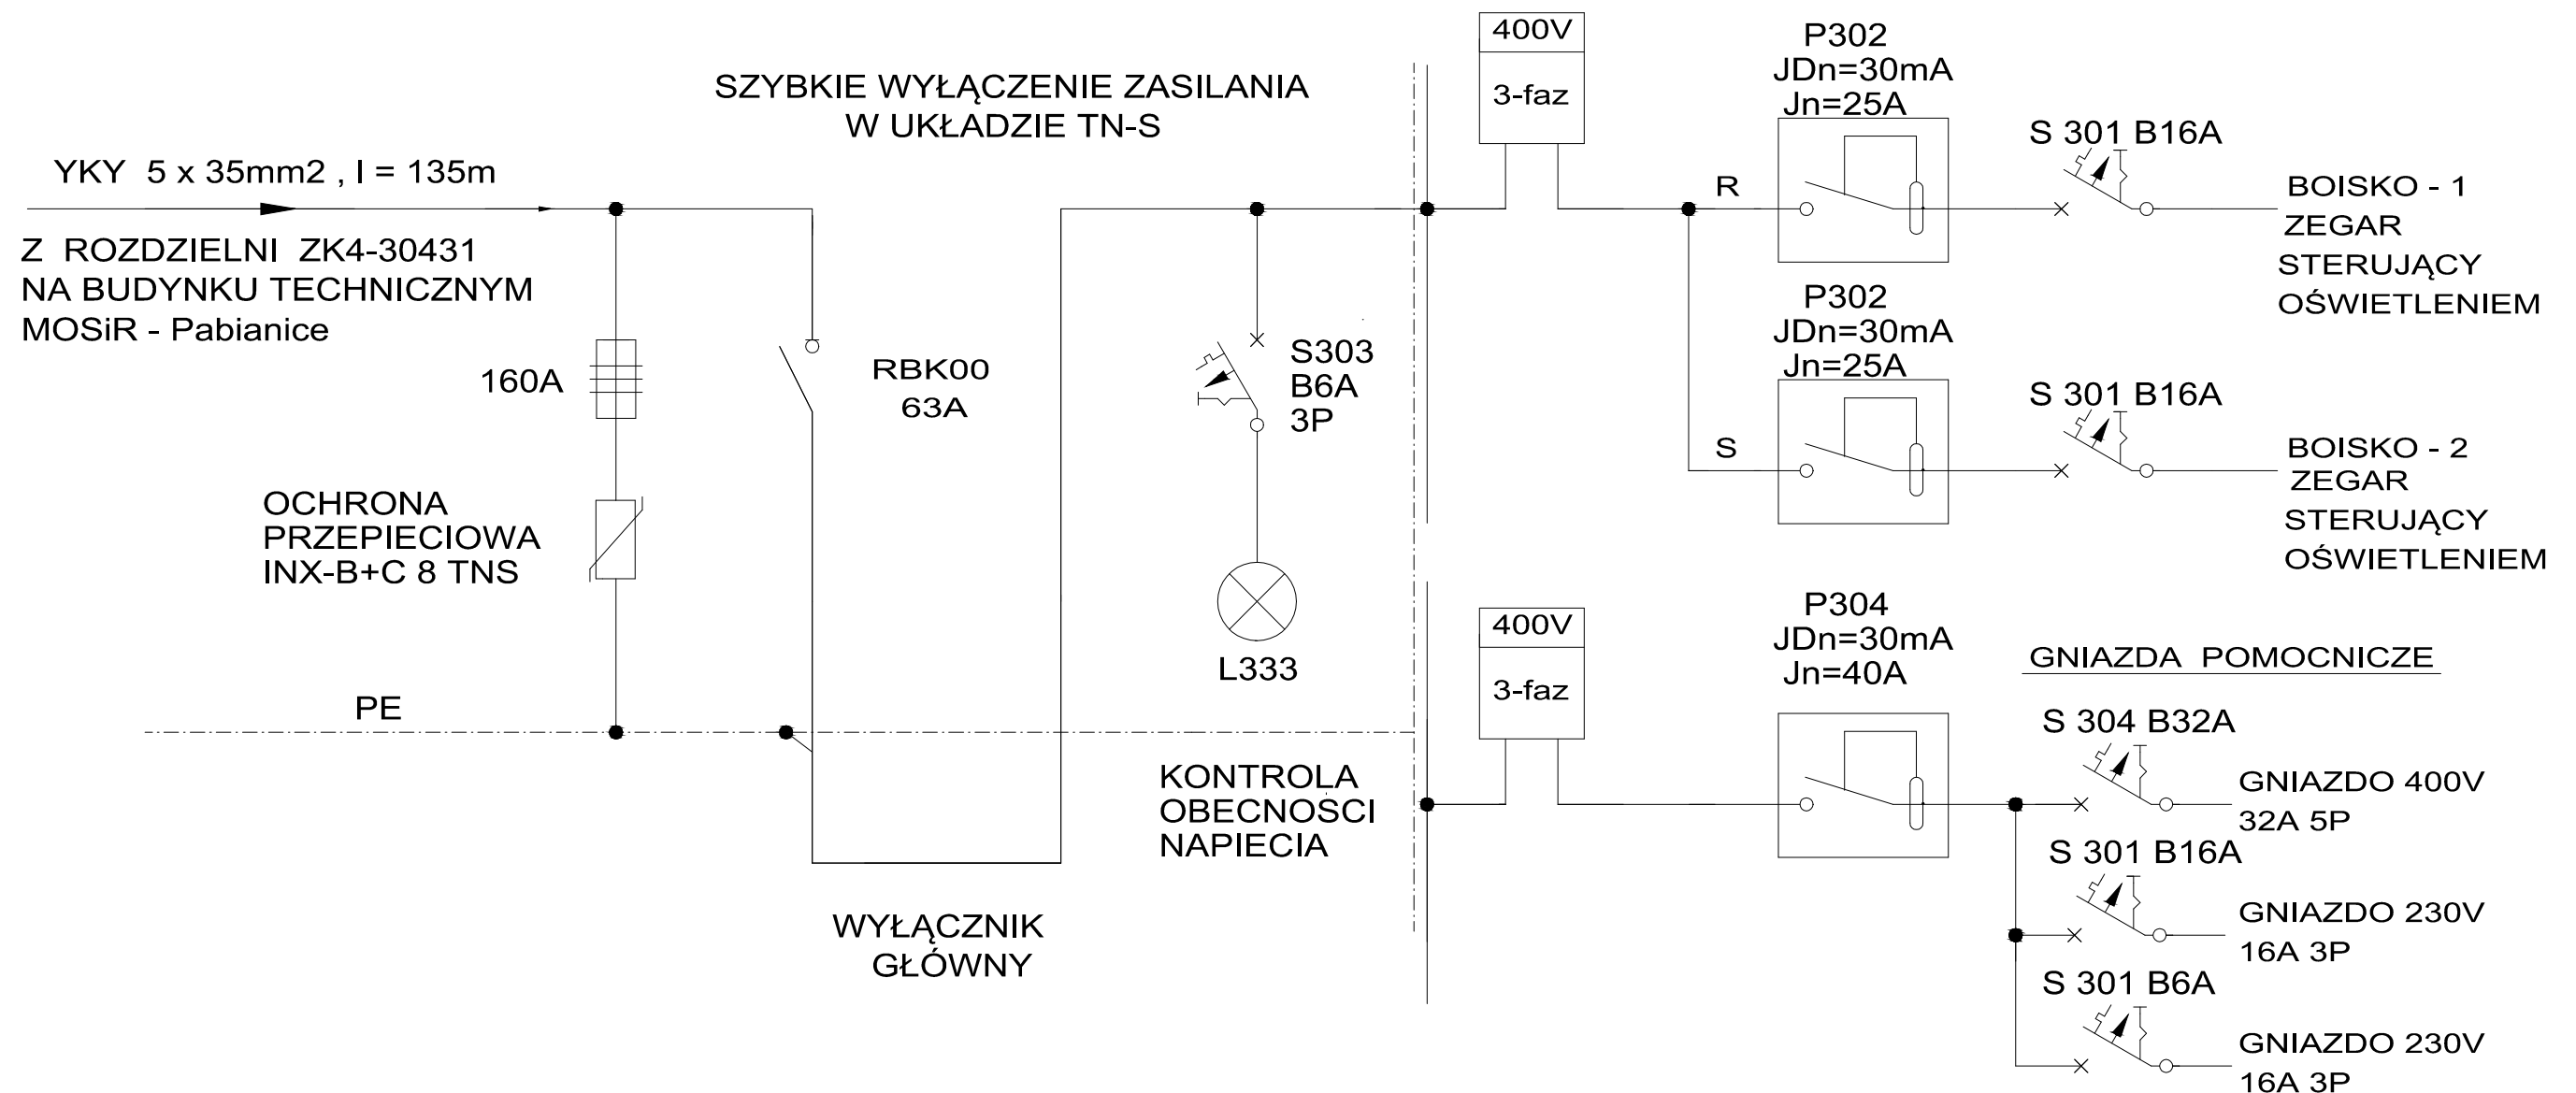 YKY 5 x 35mm2 , l = 135m
Z ROZDZIELNI ZK4-30431
NA BUDYNKU TECHNICZNYM
MOSiR - Pabianice
SZYBKIE WYŁĄCZENIE ZASILANIA
W UKŁADZIE TN-S
160A
OCHRONA
PRZEPIECIOWA
INX-B+C 8 TNS
PE
RBK00
63A
WYŁĄCZNIK
GŁÓWNY
S303
B6A
3P
L333
KONTROLA
OBECNOŚCI
NAPIECIA
400V
3-faz
R
S
P302
JDn=30mA
Jn=25A
S 301 B16A
BOISKO - 1
ZEGAR
STERUJĄCY
OŚWIETLENIEM
P302
JDn=30mA
Jn=25A
S 301 B16A
BOISKO - 2
ZEGAR
STERUJĄCY
OŚWIETLENIEM
400V
3-faz
P304
JDn=30mA
Jn=40A
GNIAZDA POMOCNICZE
S 304 B32A
GNIAZDO 400V
32A 5P
S 301 B16A
GNIAZDO 230V
16A 3P
S 301 B6A
GNIAZDO 230V
16A 3P